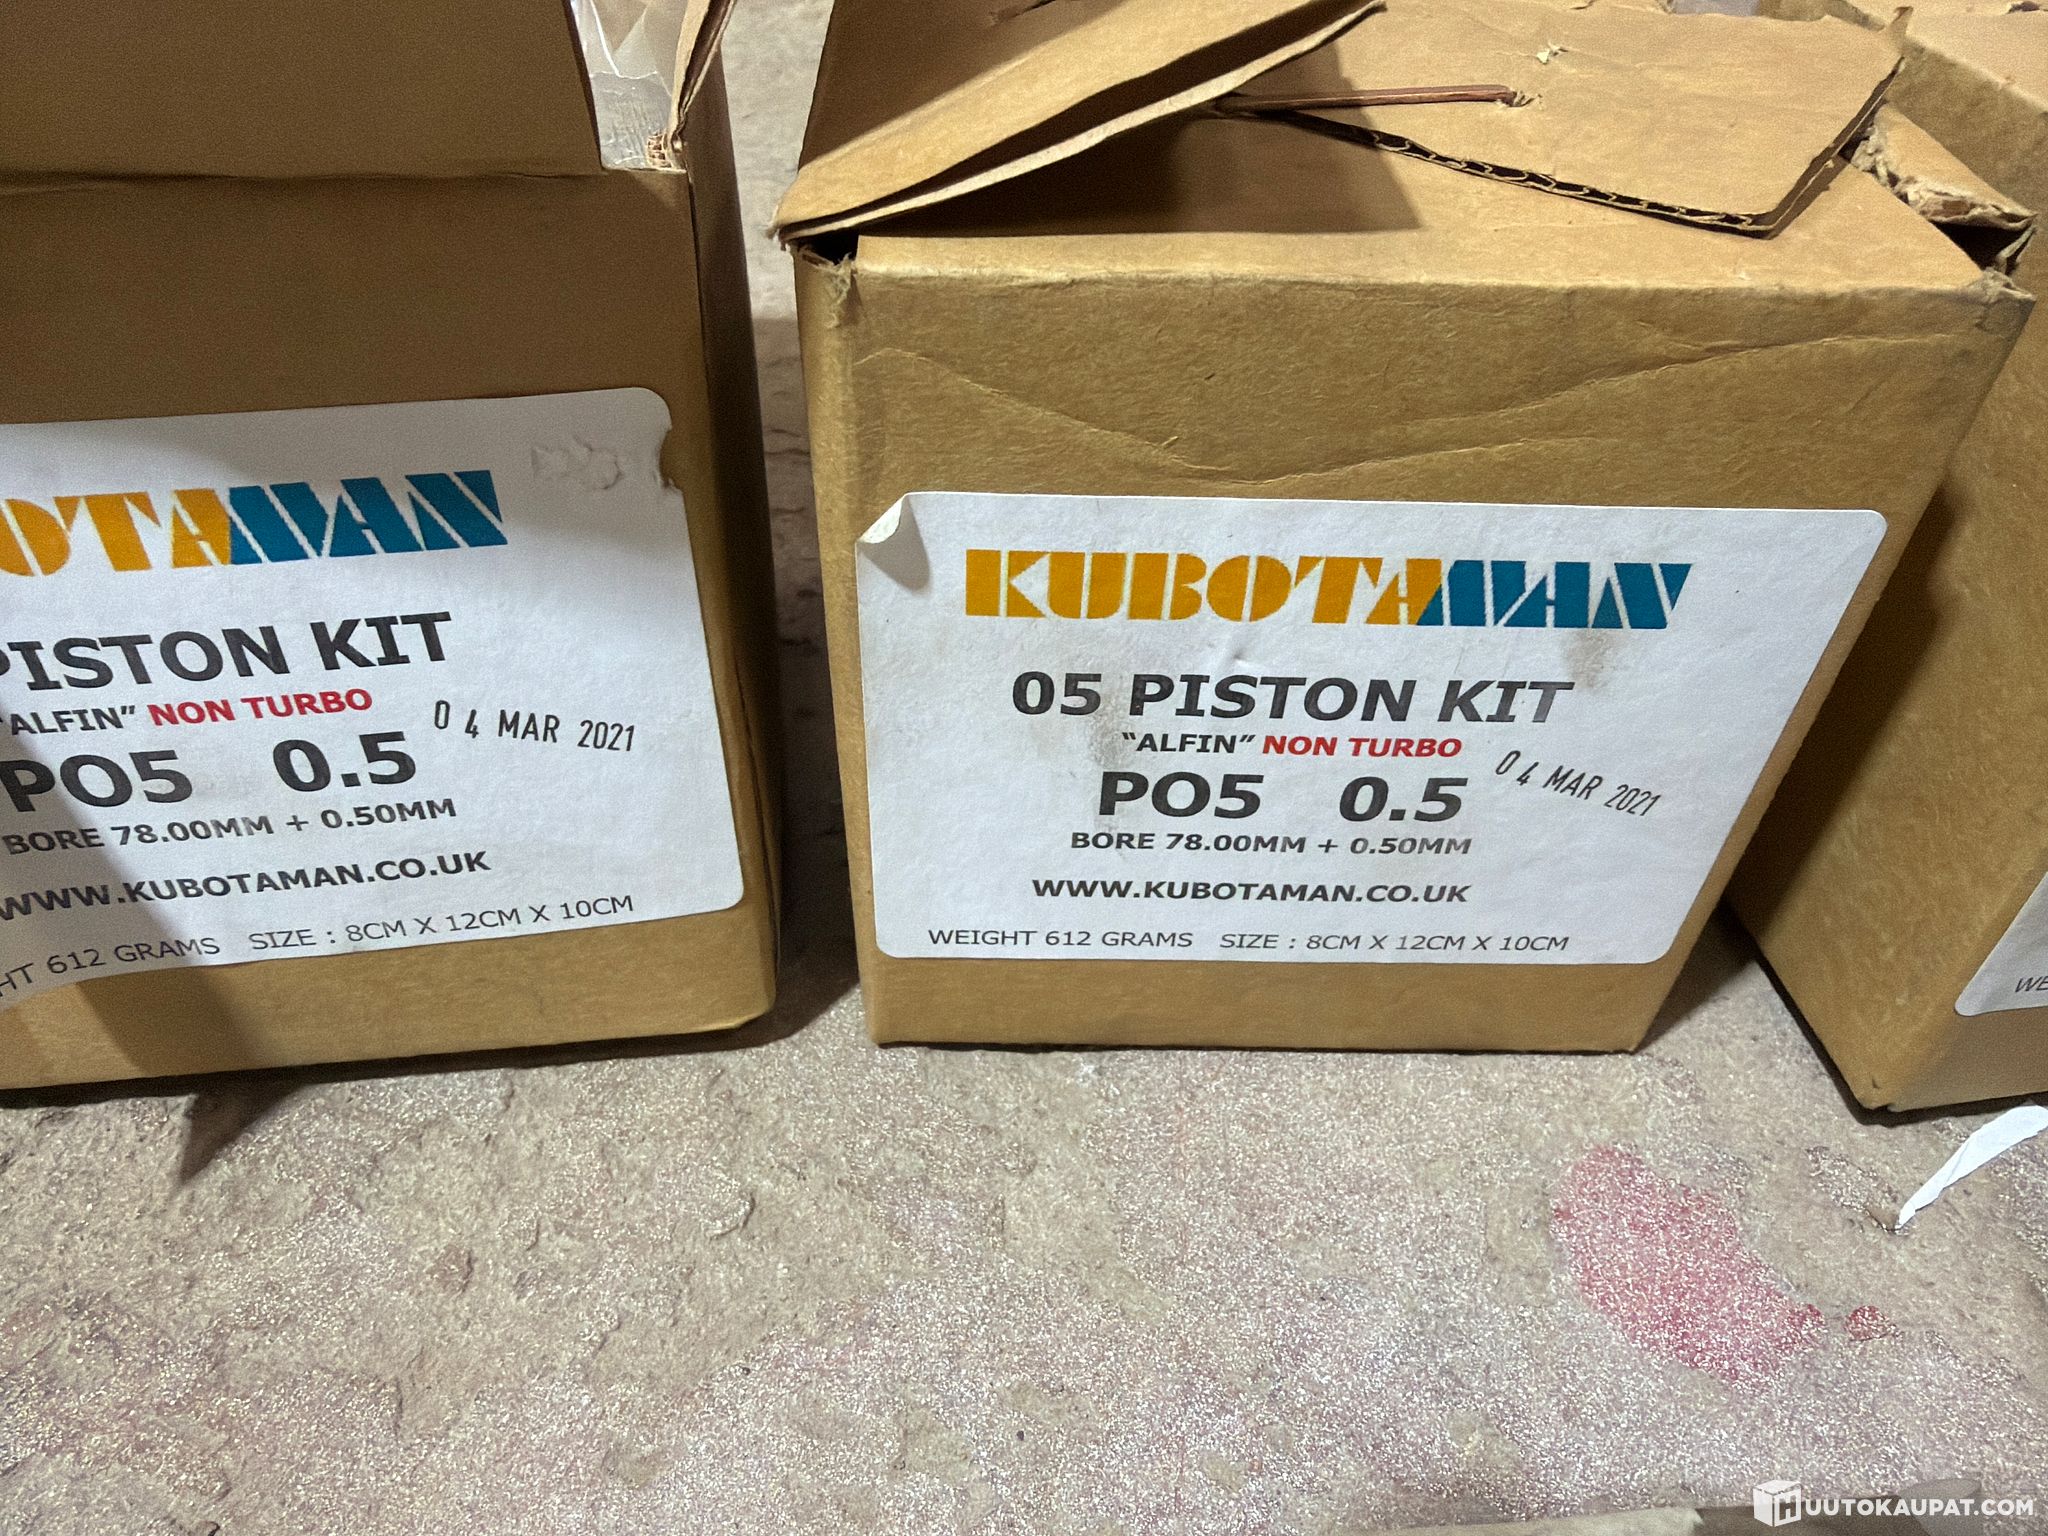 OTAMAN
PISTON KIT
"ALFIN" NON TURBO
PO5 0.5
04 MAR 2021
BORE 78.00MM + 0.50MM
WWW.KUBOTAMAN.CO.UK
HT 612 GRAMS SIZE : 8CM X 12CM X 10CM
KUBOTAMAN
05 PISTON KIT
"ALFIN" NON TURBO
PO5 0.5
04 MAR 2021
BORE 78.00MM + 0.50MM
WWW.KUBOTAMAN.CO.UK
WEIGHT 612 GRAMS SIZE : 8CM X 12CM X 10CM
WE
HUUTOKAUPAT.COM